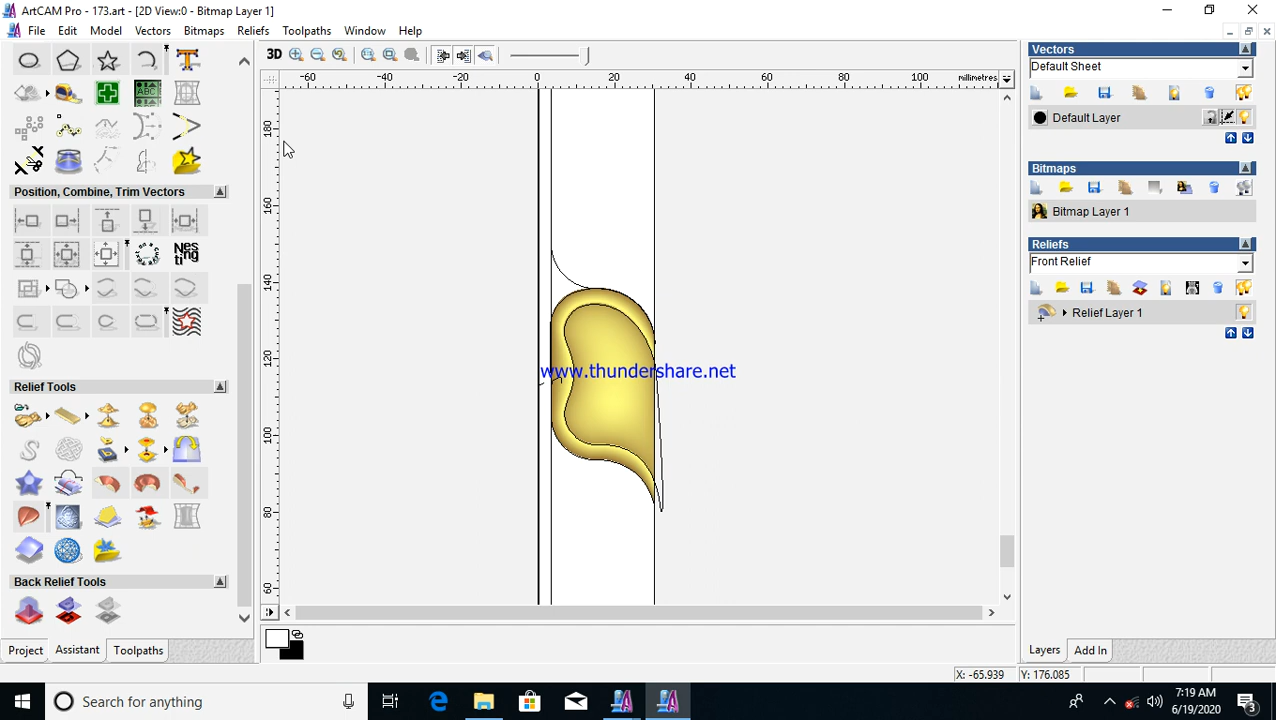 ArtCAM Pro - 173.art - [2D View:0 - Bitmap Layer 1]
File Edit Model Vectors Bitmaps Reliefs Toolpaths Window Help
3D
-60 -40 -20 0 20 40 60 80 100 millimetres
180
160
140
120
100
80
60
ABC
Position, Combine, Trim Vectors
Nes
ting
Relief Tools
Back Relief Tools
Project Assistant Toolpaths
www.thundershare.net
Vectors
Default Sheet
Default Layer
Bitmaps
Bitmap Layer 1
Reliefs
Front Relief
Relief Layer 1
Layers Add In
X: -65.939 Y: 176.085
Search for anything
7:19 AM
6/19/2020
3